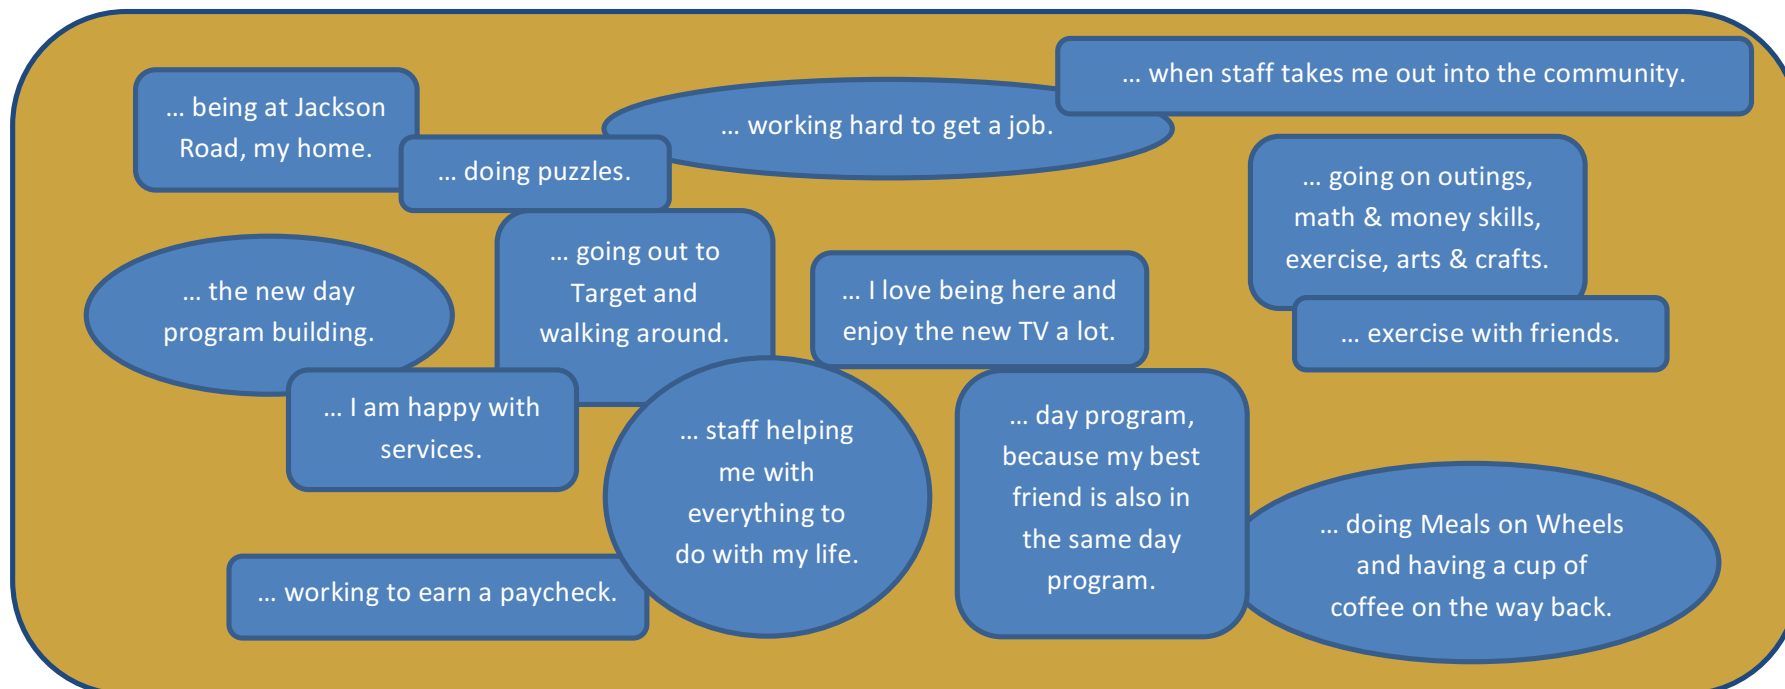 … when staff takes me out into the community.
… being at Jackson
Road, my home.
… working hard to get a job.
… doing puzzles.
… going on outings,
math & money skills,
exercise, arts & crafts.
… the new day
program building.
… going out to
Target and
walking around.
… I love being here and
enjoy the new TV a lot.
… exercise with friends.
… I am happy with
services.
… staff helping
me with
everything to
do with my life.
… day program,
because my best
friend is also in
the same day
program.
… doing Meals on Wheels
and having a cup of
coffee on the way back.
… working to earn a paycheck.